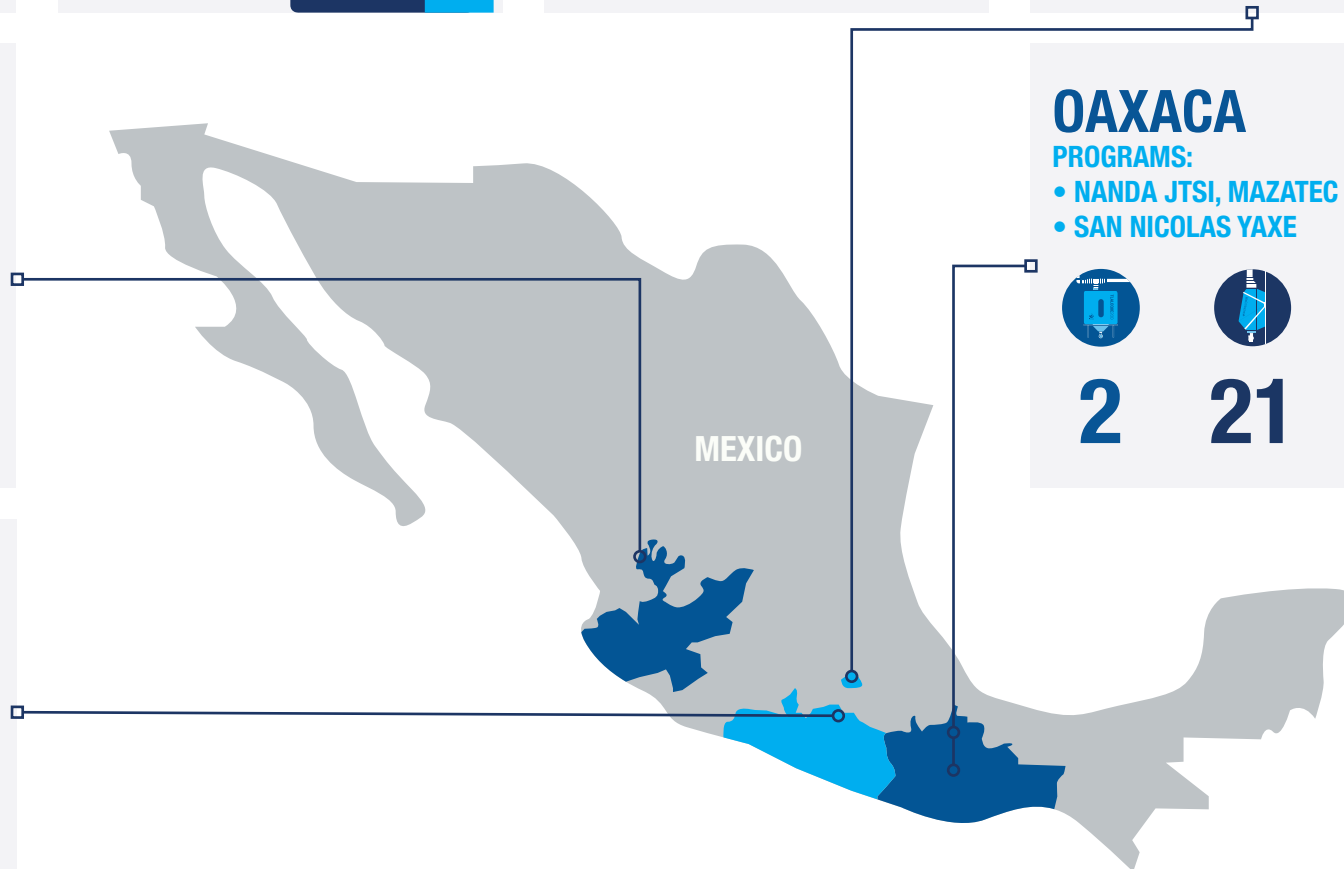 OAXACA
PROGRAMS:
• NANDA JTSI, MAZATEC
• SAN NICOLAS YAXE
2 21
MEXICO